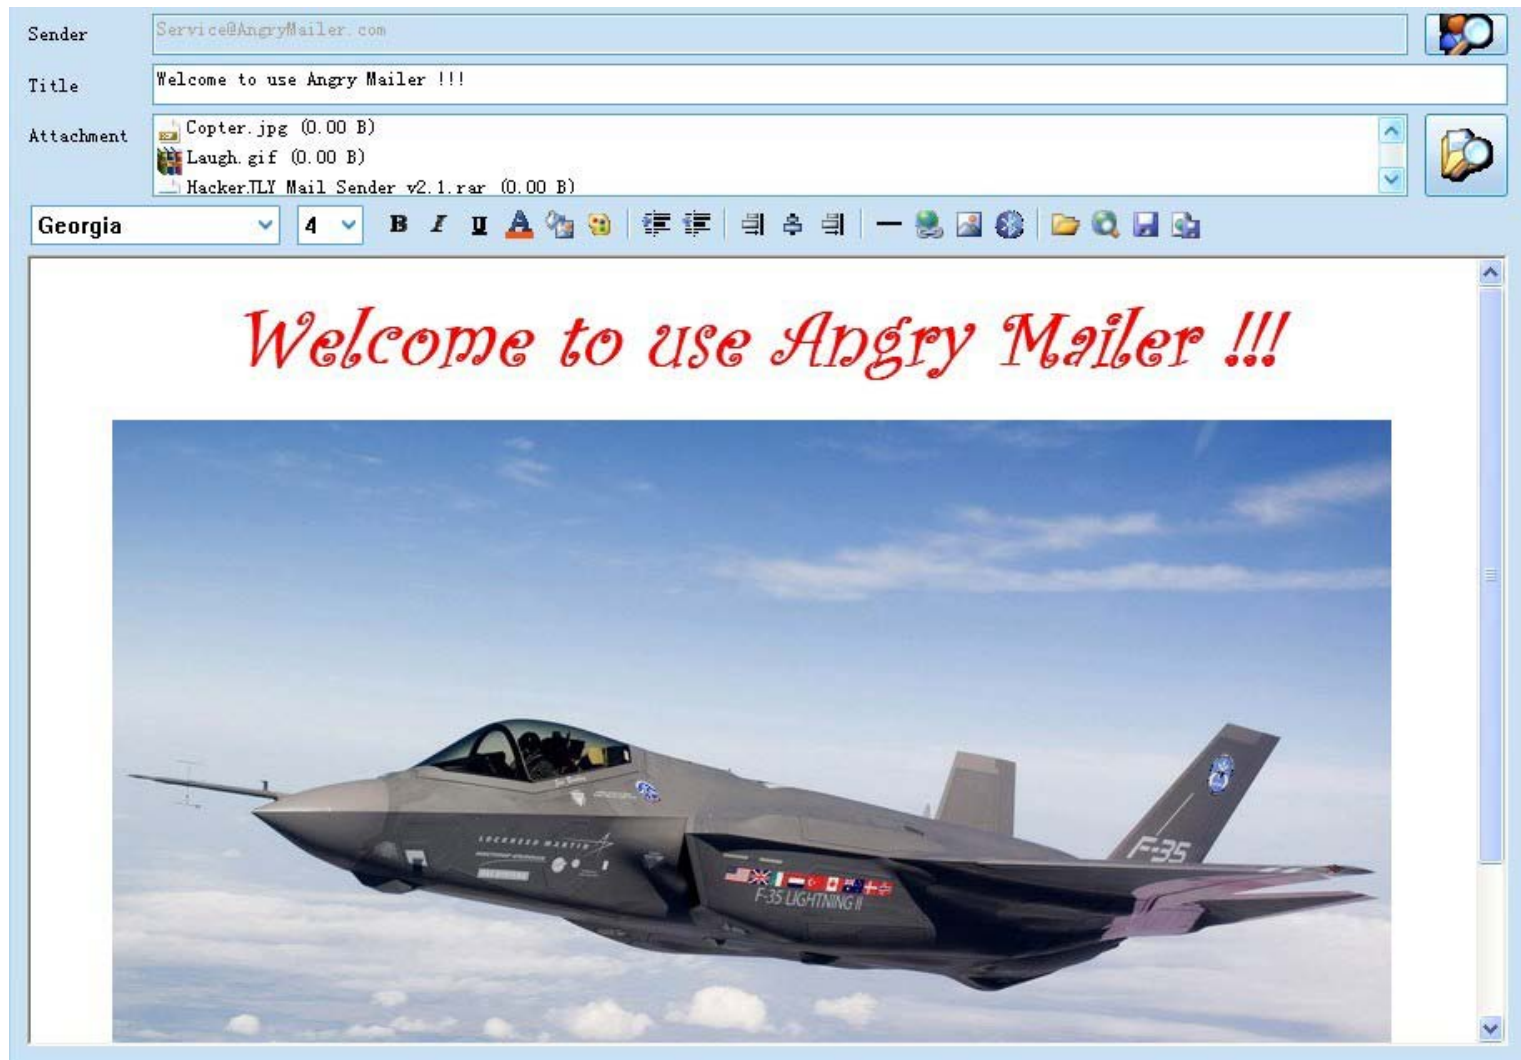 Sender
Service@AngryMailer.com
Title
Welcome to use Angry Mailer !!!
Attachment
Copter.jpg (0.00 B)
Laugh.gif (0.00 B)
Hacker.TLY Mail Sender v2.1.rar (0.00 B)
Georgia
4
B I U A
Welcome to use Angry Mailer !!!
LOCKHEED MARTIN
F-35
F-35 LIGHTNING II